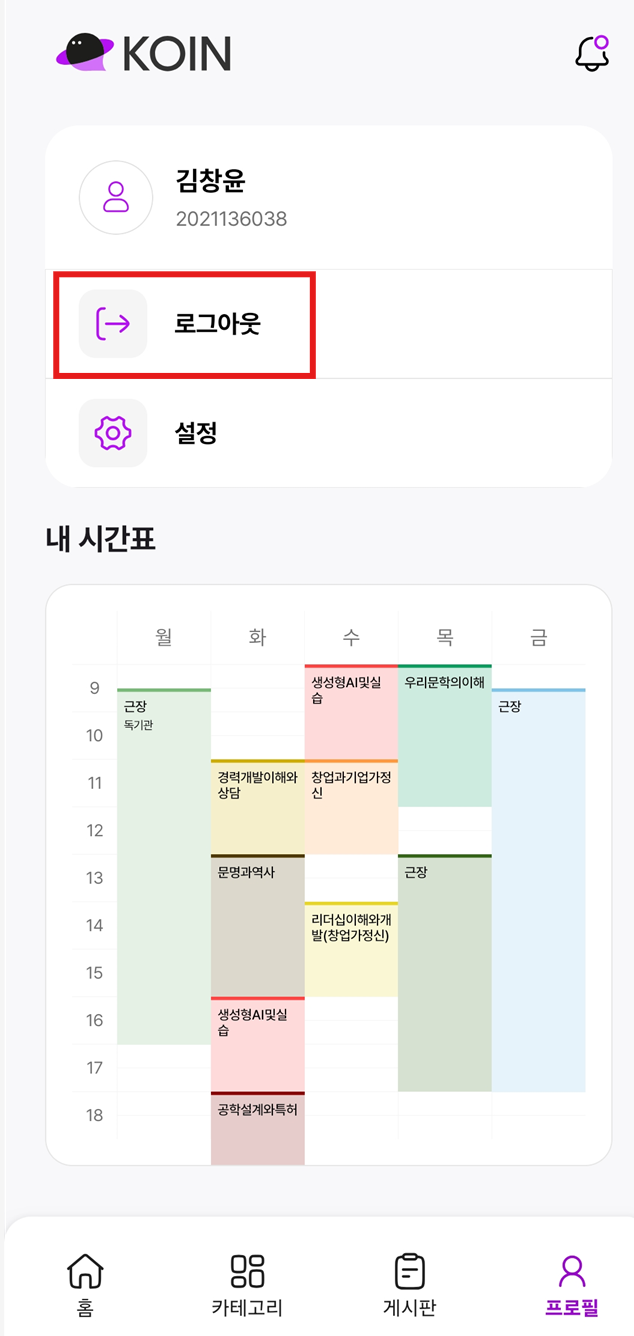 KOIN
김창윤
2021136038
로그아웃
설정
내 시간표
월 화 수 목 금
9
10
11
12
13
14
15
16
17
18
근장
독기관
경력개발이해와
상담
문명과역사
생성형AI및실
습
공학설계와특허
생성형AI및실
습
창업과기업가정
신
리더십이해와개
발(창업가정신)
우리문학의이해
근장
근장
홈 카테고리 게시판 프로필